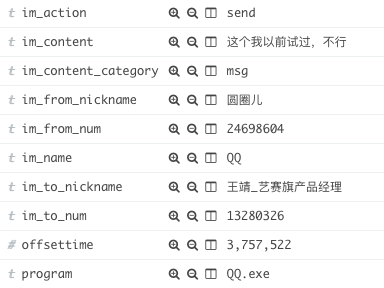 t im_action send
t im_content 这个我以前试过，不行
t im_content_category msg
t im_from_nickname 圆圈儿
t im_from_num 24698604
t im_name QQ
t im_to_nickname 王靖_艺赛旗产品经理
t im_to_num 13280326
# offsettime 3,757,522
t program QQ.exe